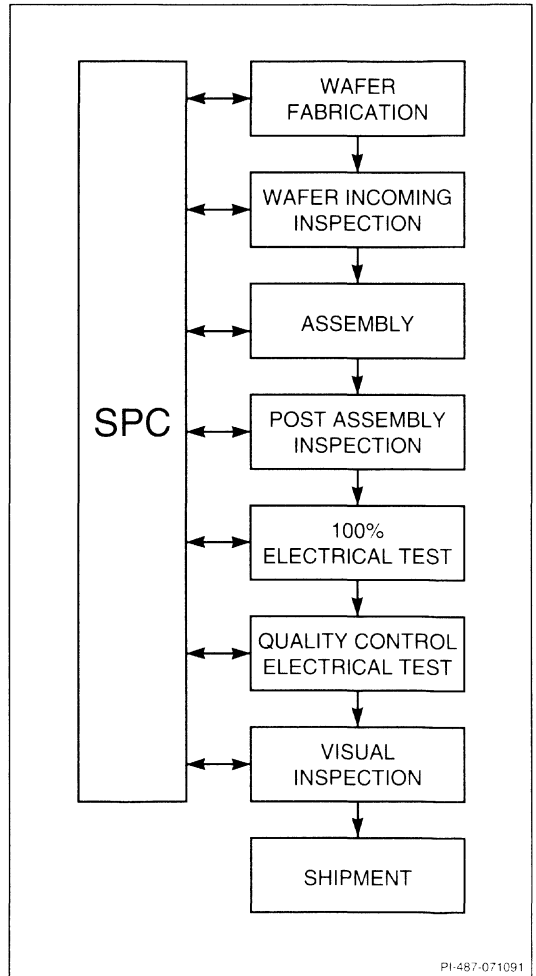 SPC
WAFER
FABRICATION
WAFER INCOMING
INSPECTION
ASSEMBLY
POST ASSEMBLY
INSPECTION
100%
ELECTRICAL TEST
QUALITY CONTROL
ELECTRICAL TEST
VISUAL
INSPECTION
SHIPMENT
PI-487-071091